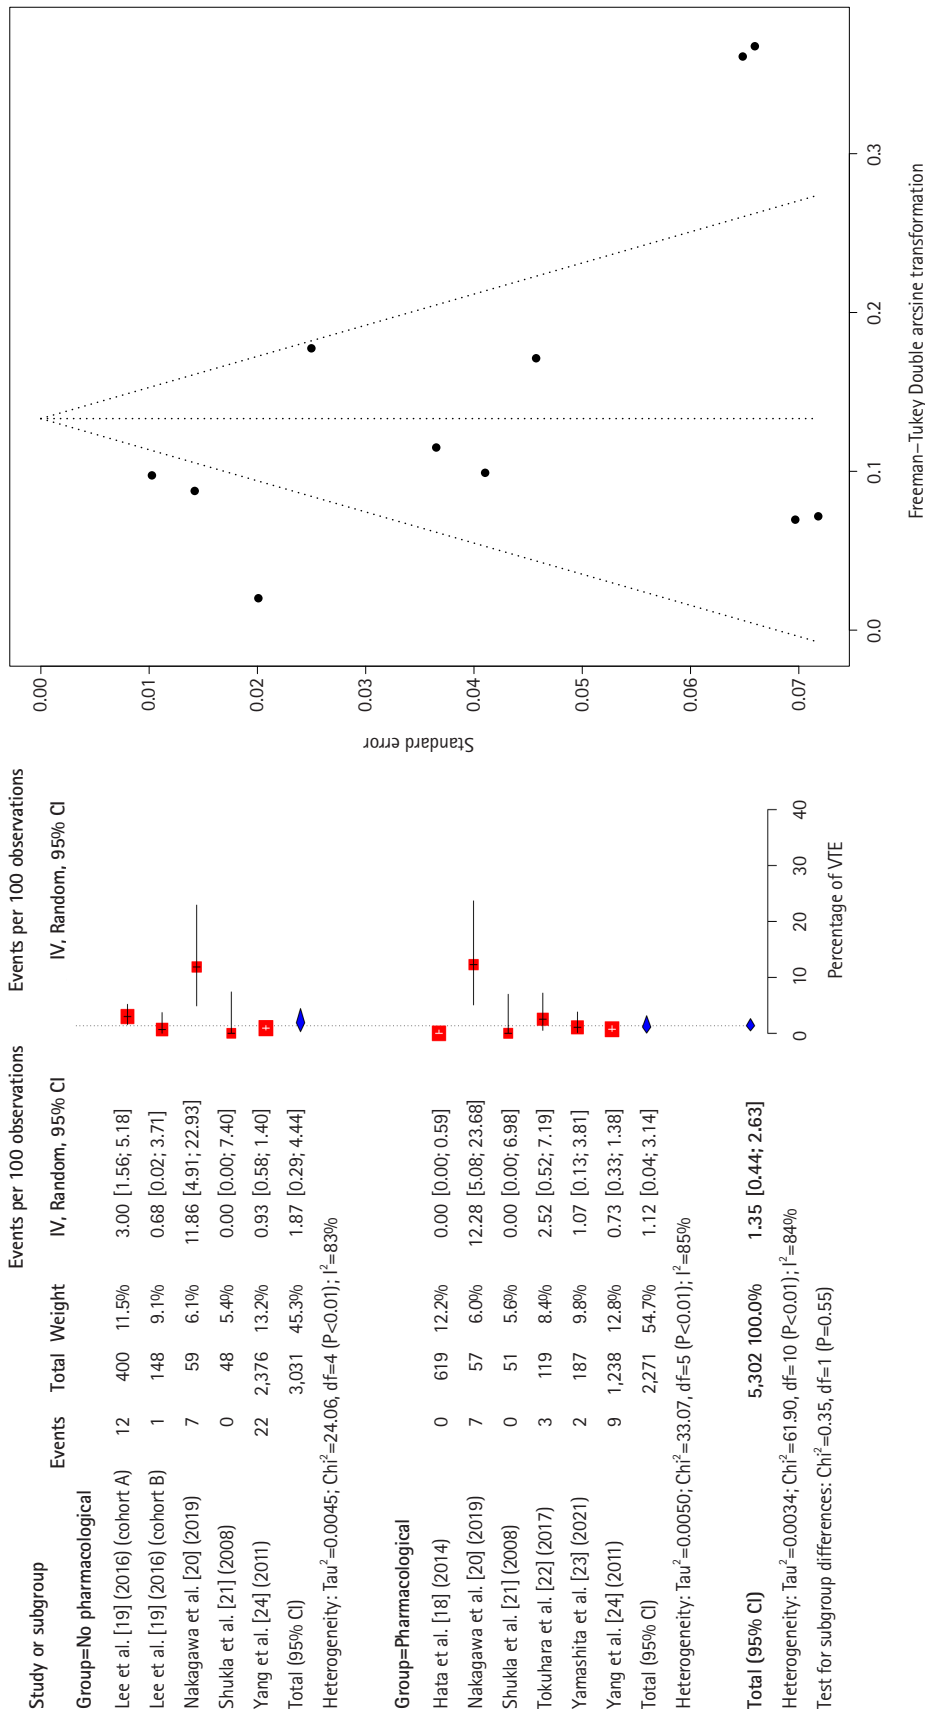 Events per 100 observations Events per 100 observations
Study or subgroup Events Total Weight IV, Random, 95% CI IV, Random, 95% CI
Group=No pharmacological
Lee et al. [19] (2016) (cohort A) 12 400 11.5% 3.00 [1.56; 5.18]
Lee et al. [19] (2016) (cohort B) 1 148 9.1% 0.68 [0.02; 3.71]
Nakagawa et al. [20] (2019) 7 59 6.1% 11.86 [4.91; 22.93]
Shukla et al. [21] (2008) 0 48 5.4% 0.00 [0.00; 7.40]
Yang et al. [24] (2011) 22 2,376 13.2% 0.93 [0.58; 1.40]
Total (95% CI) 3,031 45.3% 1.87 [0.29; 4.44]
Heterogeneity: Tau²=0.0045; Chi²=24.06, df=4 (P<0.01); I²=83%
Group=Pharmacological
Hata et al. [18] (2014) 0 619 12.2% 0.00 [0.00; 0.59]
Nakagawa et al. [20] (2019) 7 57 6.0% 12.28 [5.08; 23.68]
Shukla et al. [21] (2008) 0 51 5.6% 0.00 [0.00; 6.98]
Tokuhara et al. [22] (2017) 3 119 8.4% 2.52 [0.52; 7.19]
Yamashita et al. [23] (2021) 2 187 9.8% 1.07 [0.13; 3.81]
Yang et al. [24] (2011) 9 1,238 12.8% 0.73 [0.33; 1.38]
Total (95% CI) 2,271 54.7% 1.12 [0.04; 3.14]
Heterogeneity: Tau²=0.0050; Chi²=33.07, df=5 (P<0.01); I²=85%
Total (95% CI) 5,302 100.0% 1.35 [0.44; 2.63]
Heterogeneity: Tau²=0.0034; Chi²=61.90, df=10 (P<0.01); I²=84%
Test for subgroup differences: Chi²=0.35, df=1 (P=0.55)
0 10 20 30 40
Percentage of VTE
0.00
0.01
0.02
0.03
0.04
0.05
0.06
0.07
Standard error
0.0 0.1 0.2 0.3
Freeman–Tukey Double arcsine transformation